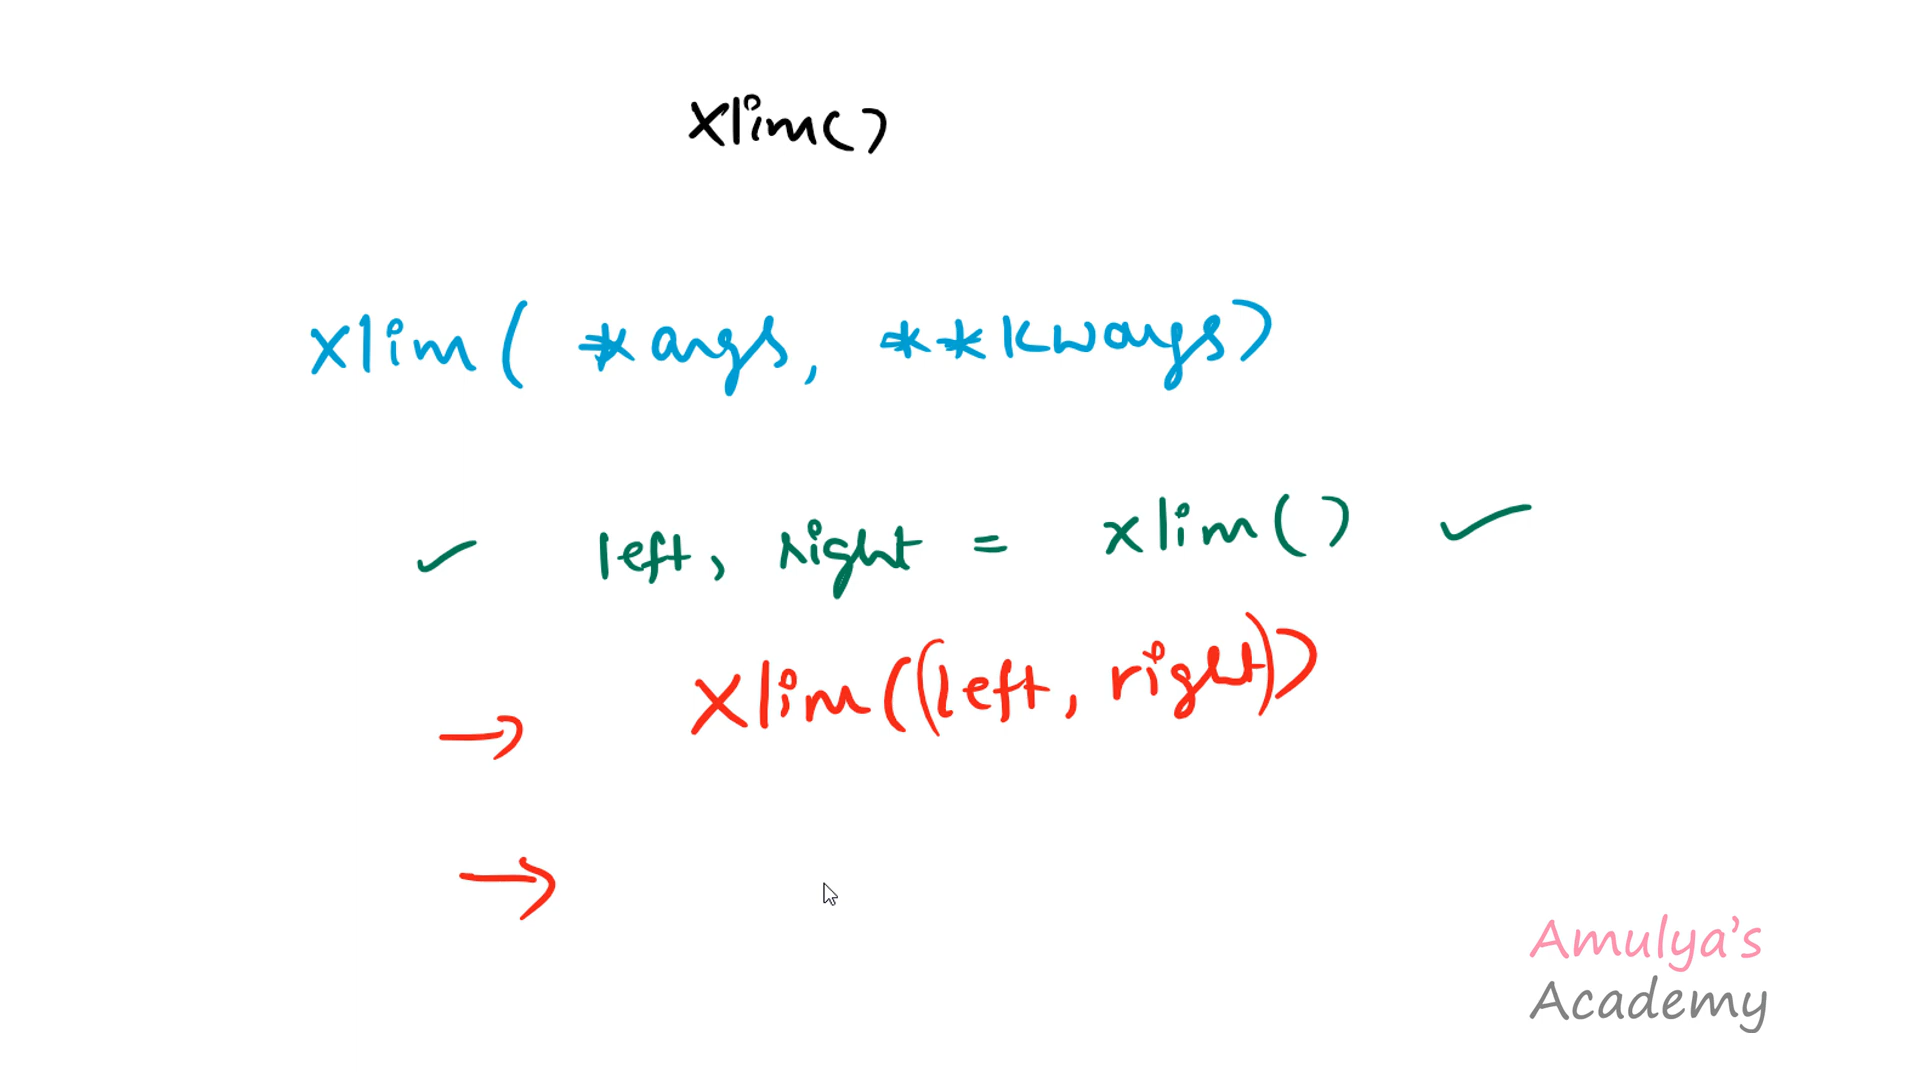 xlim()
xlim( *args, **kwargs)
✓ left, right = xlim() ✓
→ xlim((left, right))
→
Amulya's
Academy